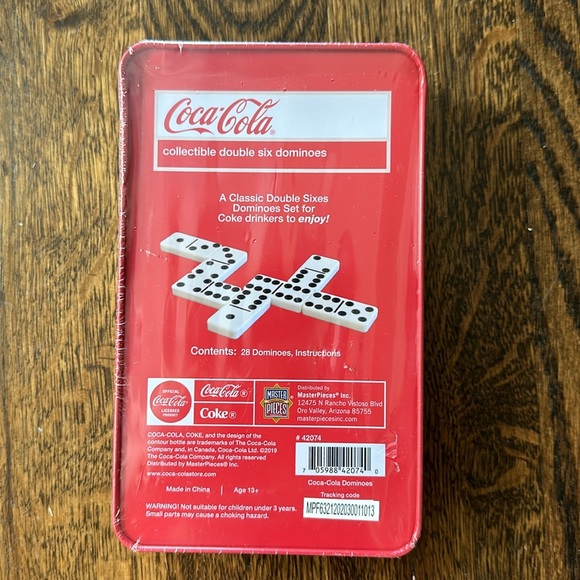 Coca-Cola®
collectible double six dominoes
A Classic Double Sixes
Dominoes Set for
Coke drinkers to enjoy!
Contents: 28 Dominoes, Instructions
OFFICIAL
Coca-Cola
LICENSED
PRODUCT
Coca-Cola®
Coke®
MASTER
PIECES
Distributed by
MasterPieces® Inc.
12475 N Rancho Vistoso Blvd
Oro Valley, Arizona 85755
masterpiecesinc.com
COCA-COLA, COKE, and the design of the
contour bottle are trademarks of The Coca-Cola
Company and, in Canada, Coca-Cola Ltd. ©2019
The Coca-Cola Company. All rights reserved
Distributed by MasterPieces® Inc.
www.coca-colastore.com
Made in China | Age 13+
WARNING! Not suitable for children under 3 years.
Small parts may cause a choking hazard.
# 42074
7 05988 42074 0
Coca-Cola Dominoes
Tracking code
MPF6321202030011013